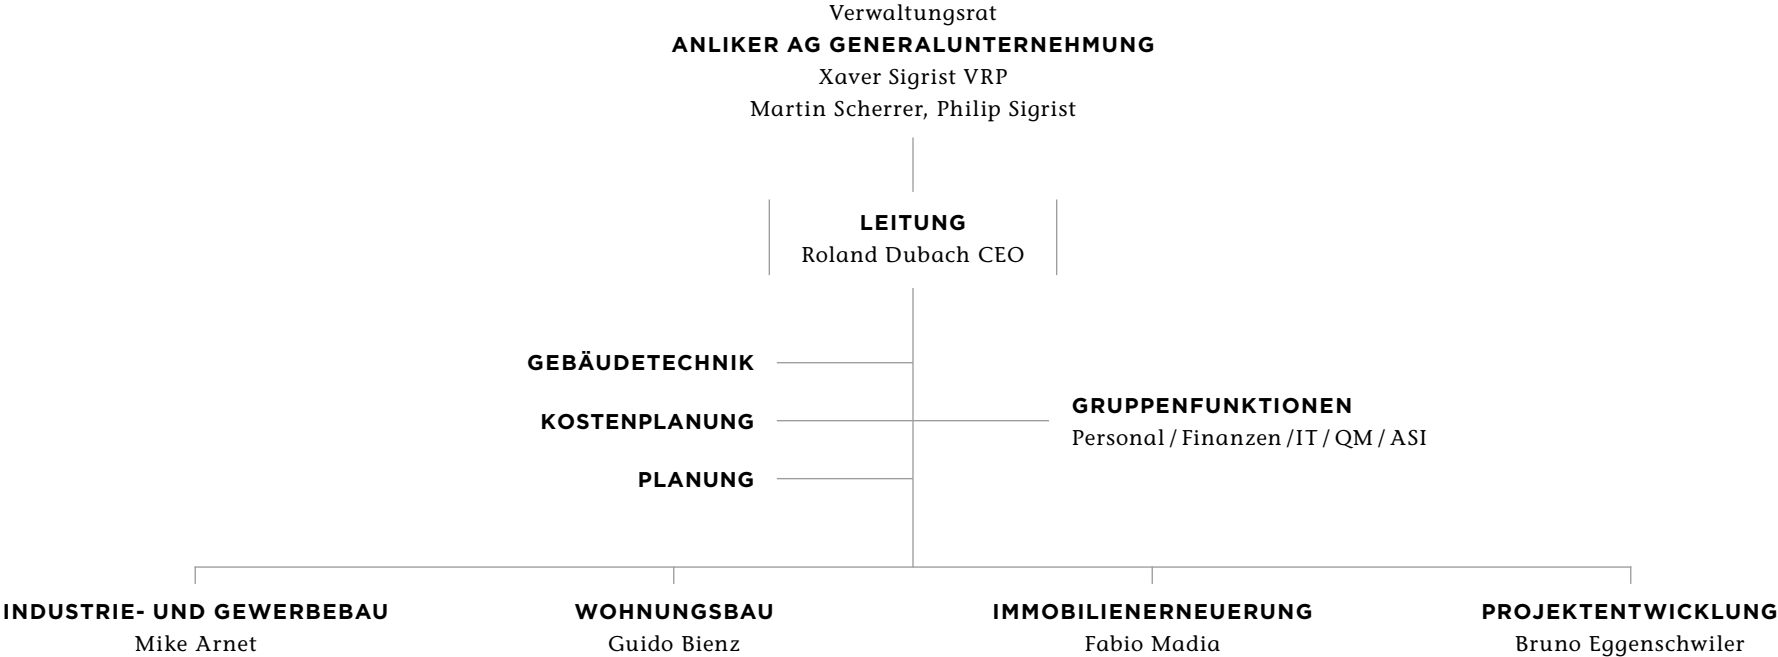 Verwaltungsrat
ANLIKER AG GENERALUNTERNEHMUNG
Xaver Sigrist VRP
Martin Scherrer, Philip Sigrist
LEITUNG
Roland Dubach CEO
GEBÄUDETECHNIK
KOSTENPLANUNG
PLANUNG
GRUPPENFUNKTIONEN
Personal / Finanzen /IT / QM / ASI
INDUSTRIE- UND GEWERBEBAU
Mike Arnet
WOHNUNGSBAU
Guido Bienz
IMMOBILIENERNEUERUNG
Fabio Madia
PROJEKTENTWICKLUNG
Bruno Eggenschwiler